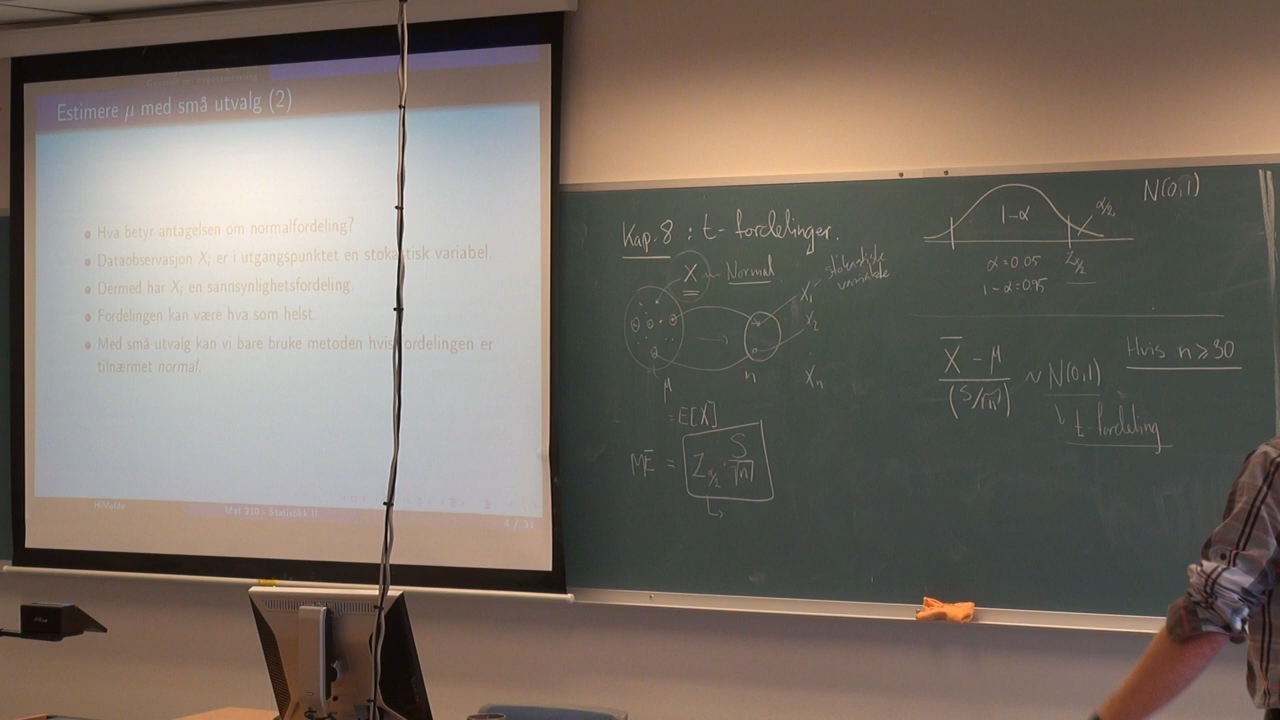 Estimere μ med små utvalg (2)
Hva betyr antagelsen om normalfordeling?
Dataobservasjon Xᵢ er i utgangspunktet en stokastisk variabel.
Dermed har Xᵢ en sannsynlighetsfordeling.
Fordelingen kan være hva som helst
Med små utvalg kan vi bare bruke metoden hvis fordelingen er
tilnærmet normal.
HiMolde
Mat 210 - Statistikk II
4 / 31
Kap. 8 : t-fordelinger.
X ~ Normal
stokastiske
variable
X₁
X₂
Xₙ
n
μ
= E[X]
ME = Z_{α/2} · S/√n
N(0,1)
1-α
α/2
Z_{α/2}
α = 0.05
1-α = 0.95
Hvis n ≥ 30
X̄ - μ
(S/√n)
~ N(0,1)
t-fordeling